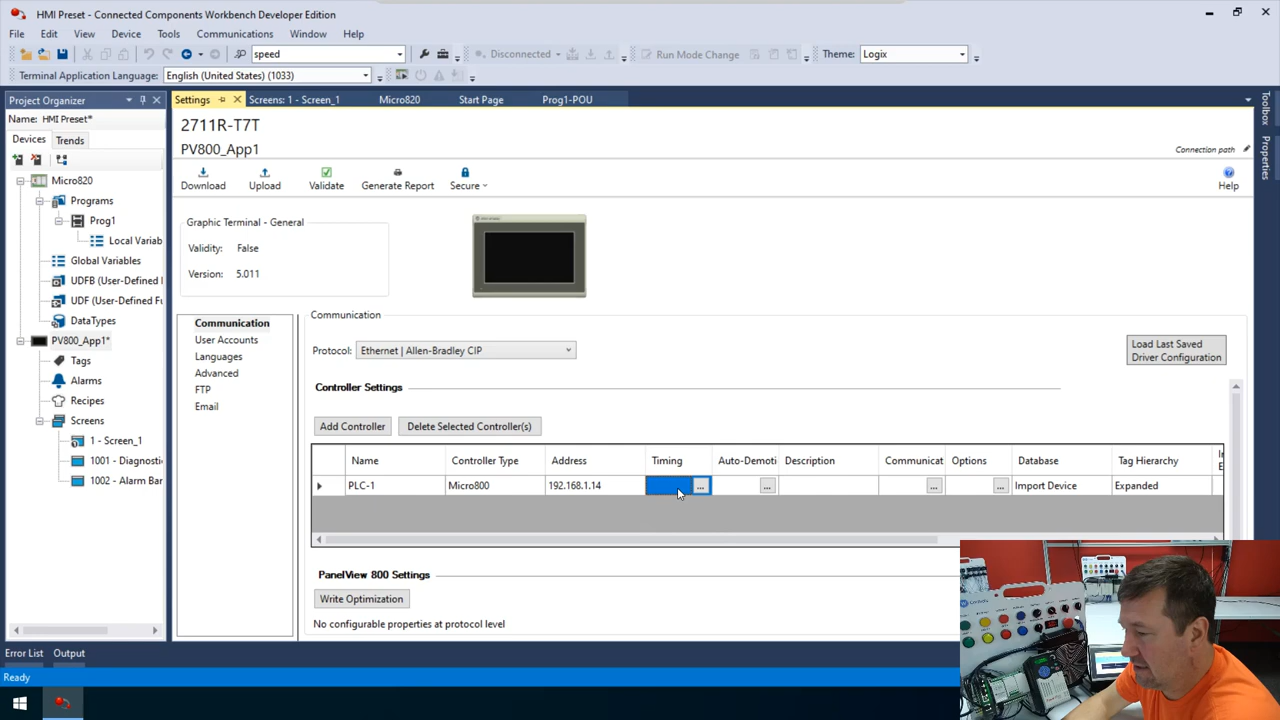 HMI Preset - Connected Components Workbench Developer Edition
File Edit View Device Tools Communications Window Help
speed Disconnected Run Mode Change Theme: Logix
Terminal Application Language: English (United States) (1033)
Project Organizer
Name: HMI Preset*
Devices Trends
Micro820
Programs
Prog1
Local Variab
Global Variables
UDFB (User-Defined I
UDF (User-Defined Fu
DataTypes
PV800_App1*
Tags
Alarms
Recipes
Screens
1 - Screen_1
1001 - Diagnosti
1002 - Alarm Ban
Settings Screens: 1 - Screen_1 Micro820 Start Page Prog1-POU
2711R-T7T
PV800_App1
Connection path
Download Upload Validate Generate Report Secure Help
Graphic Terminal - General
Validity: False
Version: 5.011
Communication
User Accounts
Languages
Advanced
FTP
Email
Communication
Protocol: Ethernet | Allen-Bradley CIP
Load Last Saved
Driver Configuration
Controller Settings
Add Controller Delete Selected Controller(s)
Name Controller Type Address Timing Auto-Demoti Description Communicat Options Database Tag Hierarchy
PLC-1 Micro800 192.168.1.14 ... ... ... ... Import Device Expanded
PanelView 800 Settings
Write Optimization
No configurable properties at protocol level
Toolbox
Properties
Error List Output
Ready